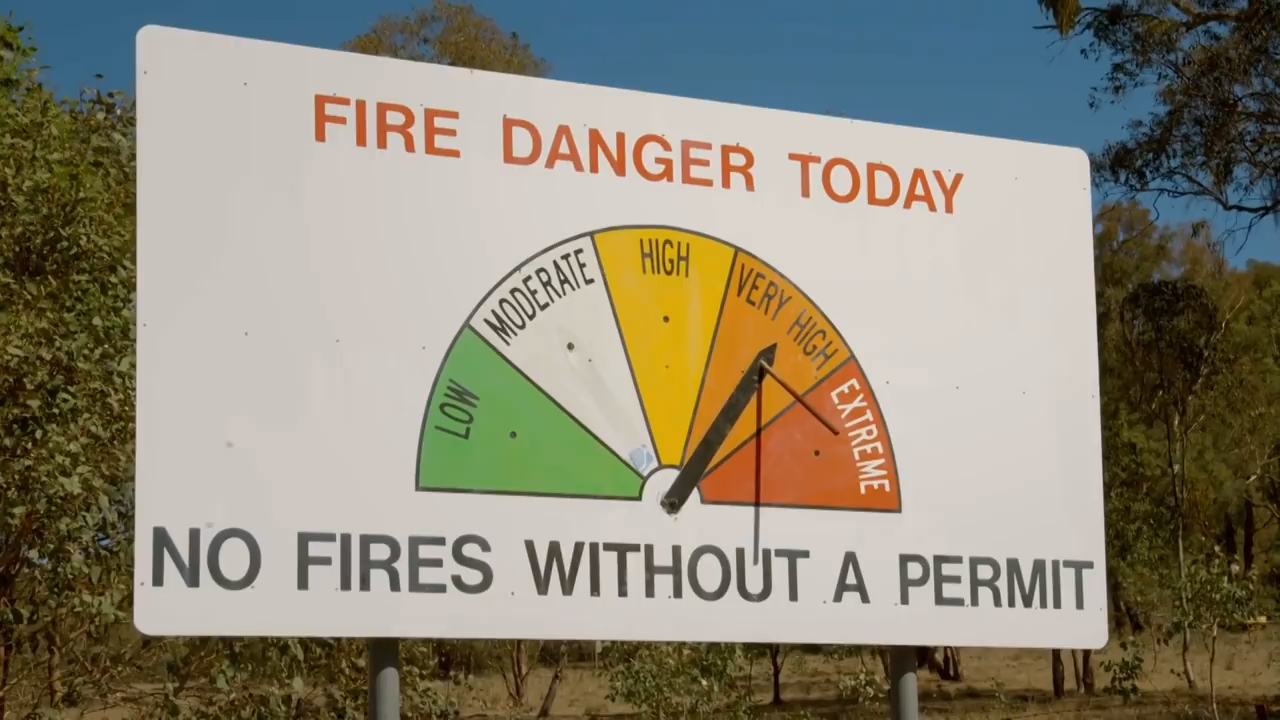 FIRE DANGER TODAY
LOW
MODERATE
HIGH
VERY HIGH
EXTREME
NO FIRES WITHOUT A PERMIT